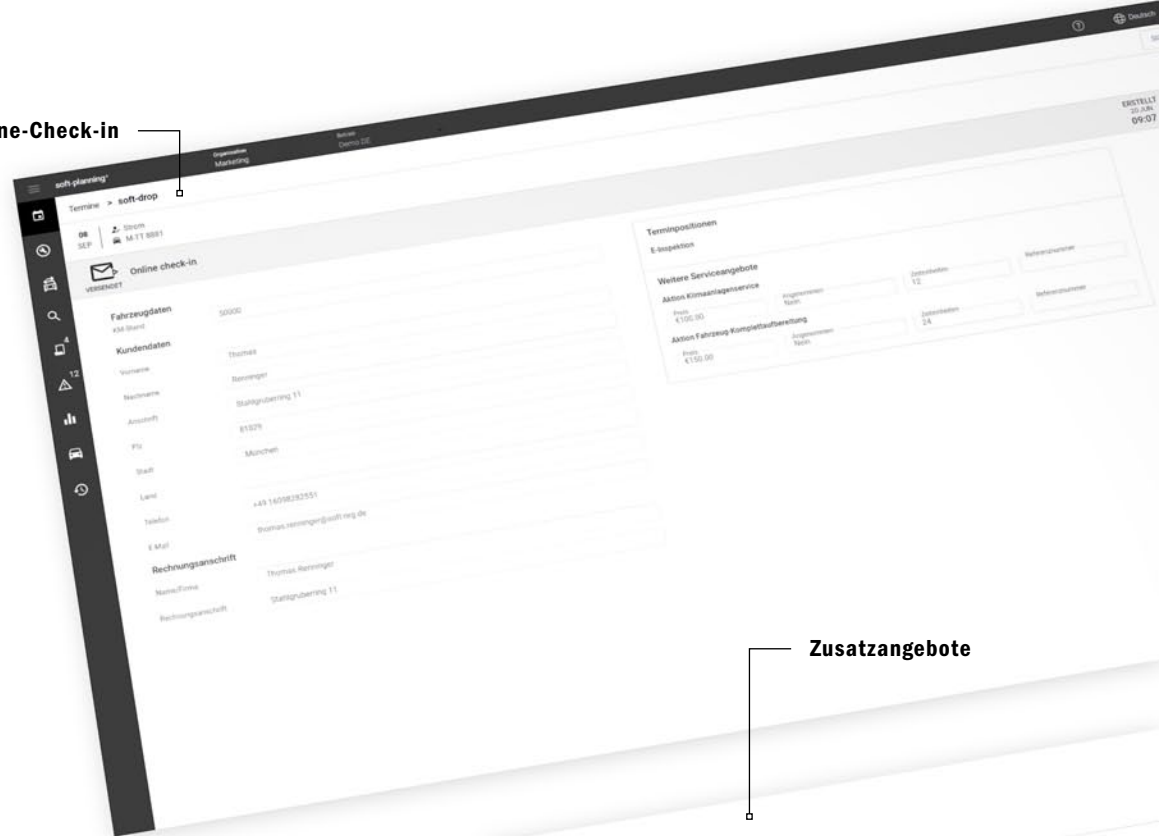 ne-Check-in
Deutsch
soft-planning°
Organisation
Marketing
Betrieb
Demo DE
Termine > soft-drop
ERSTELLT
20 JUN
09:07
08
SEP
Strom
M-TT 8881
VERSENDET
Online check-in
Fahrzeugdaten
KM-Stand
50000
Kundendaten
Vorname
Thomas
Nachname
Renninger
Anschrift
Stahlgruberring 11
Plz
81829
Stadt
München
Land
Telefon
+49 16098282551
E Mail
thomas.renninger@soft-nrg.de
Rechnungsanschrift
Name/Firma
Thomas Renninger
Rechnungsanschrift
Stahlgruberring 11
4
12
Terminpositionen
E-Inspektion
Weitere Serviceangebote
Aktion Klimaanlagenservice
Preis
€100.00
Angenommen
Nein
Zeiteinheiten
12
Referenznummer
Aktion Fahrzeug Komplettaufbereitung
Preis
€150.00
Angenommen
Nein
Zeiteinheiten
24
Referenznummer
Zusatzangebote